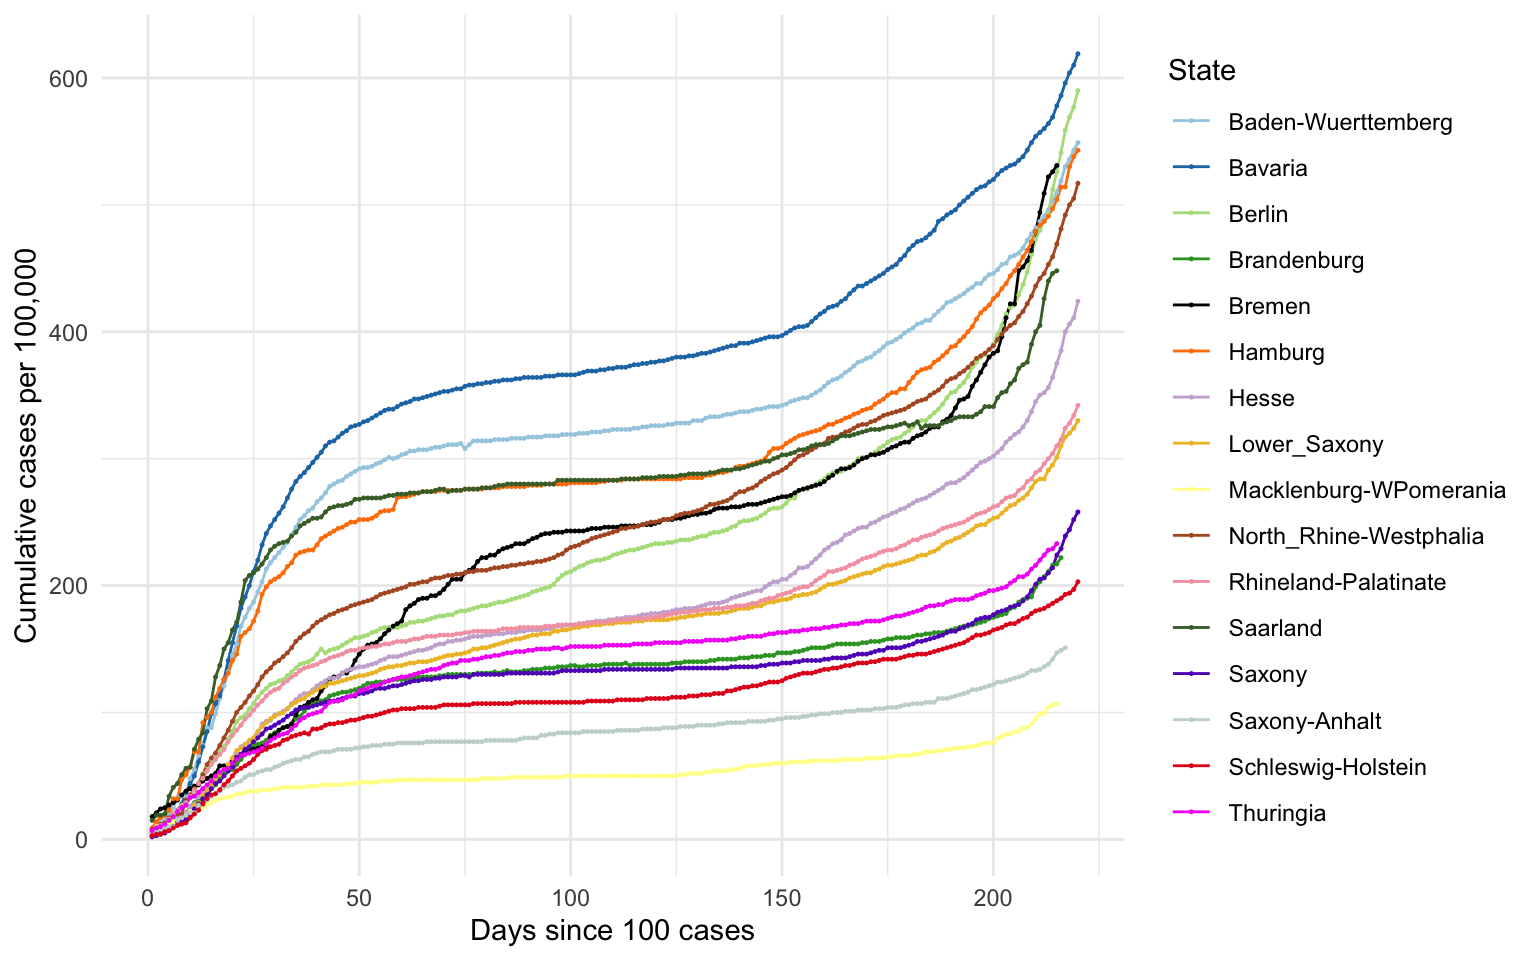 Cumulative cases per 100,000
600
400
200
0
0 50 100 150 200
Days since 100 cases
State
Baden-Wuerttemberg
Bavaria
Berlin
Brandenburg
Bremen
Hamburg
Hesse
Lower_Saxony
Macklenburg-WPomerania
North_Rhine-Westphalia
Rhineland-Palatinate
Saarland
Saxony
Saxony-Anhalt
Schleswig-Holstein
Thuringia